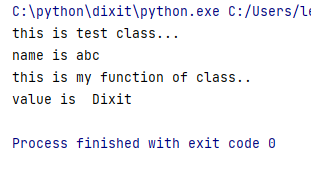 C:\python\dixit\python.exe C:/Users/le
this is test class...
name is abc
this is my function of class..
value is  Dixit
Process finished with exit code 0